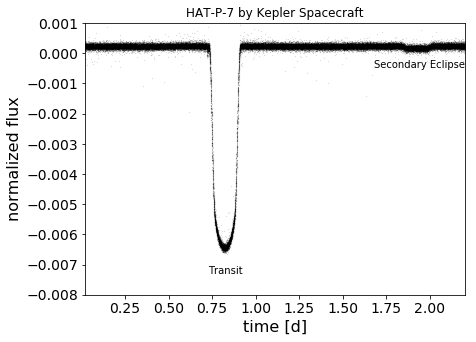 HAT-P-7 by Kepler Spacecraft
0.001
0.000
−0.001
−0.002
−0.003
−0.004
−0.005
−0.006
−0.007
−0.008
normalized flux
Secondary Eclipse
Transit
0.25 0.50 0.75 1.00 1.25 1.50 1.75 2.00
time [d]